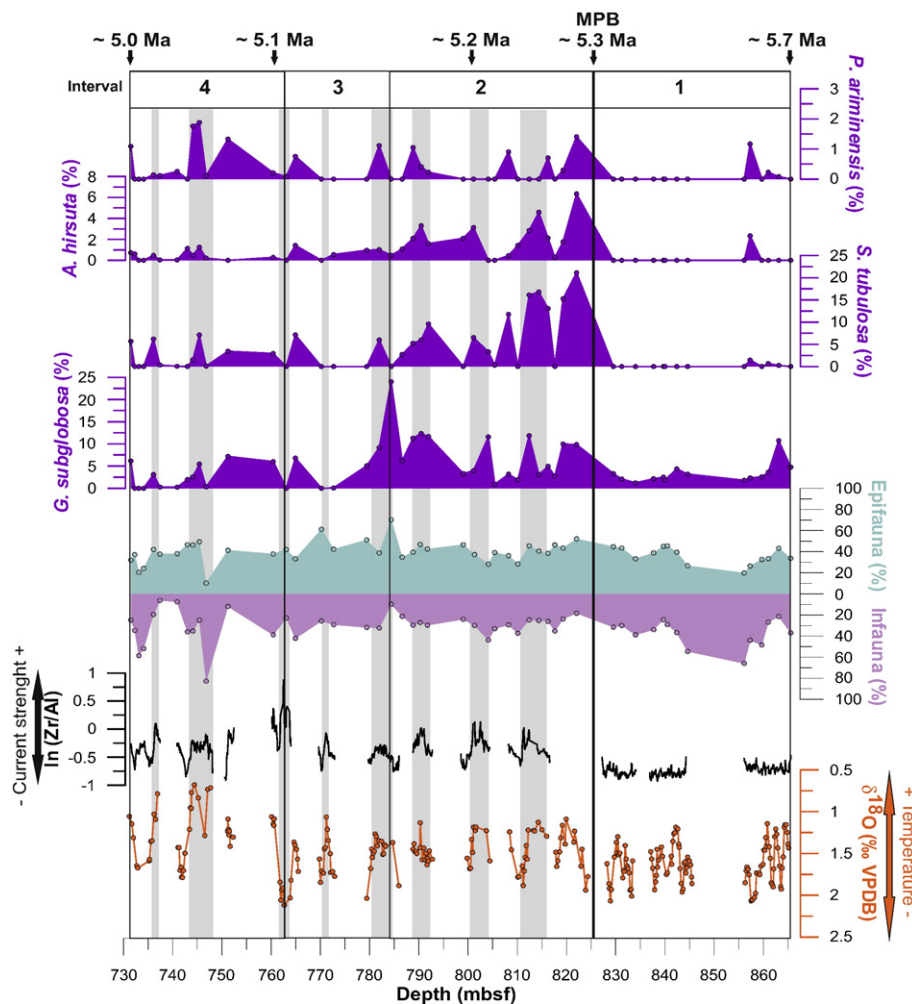 MPB
~ 5.0 Ma ~ 5.1 Ma ~ 5.2 Ma ~ 5.3 Ma ~ 5.7 Ma
Interval 4 3 2 1
P. ariminensis (%)
3
2
1
0
A. hirsuta (%)
8
6
4
2
0
S. tubulosa (%)
25
20
15
10
5
0
G. subglobosa (%)
25
20
15
10
5
0
Epifauna (%)
100
80
60
40
20
0
Infauna (%)
20
40
60
80
100
- Current strenght +
ln (Zr/Al)
1
0.5
0
-0.5
-1
0.5
1
1.5
2
2.5
δ18O (‰ VPDB)
+ Temperature -
730 740 750 760 770 780 790 800 810 820 830 840 850 860
Depth (mbsf)